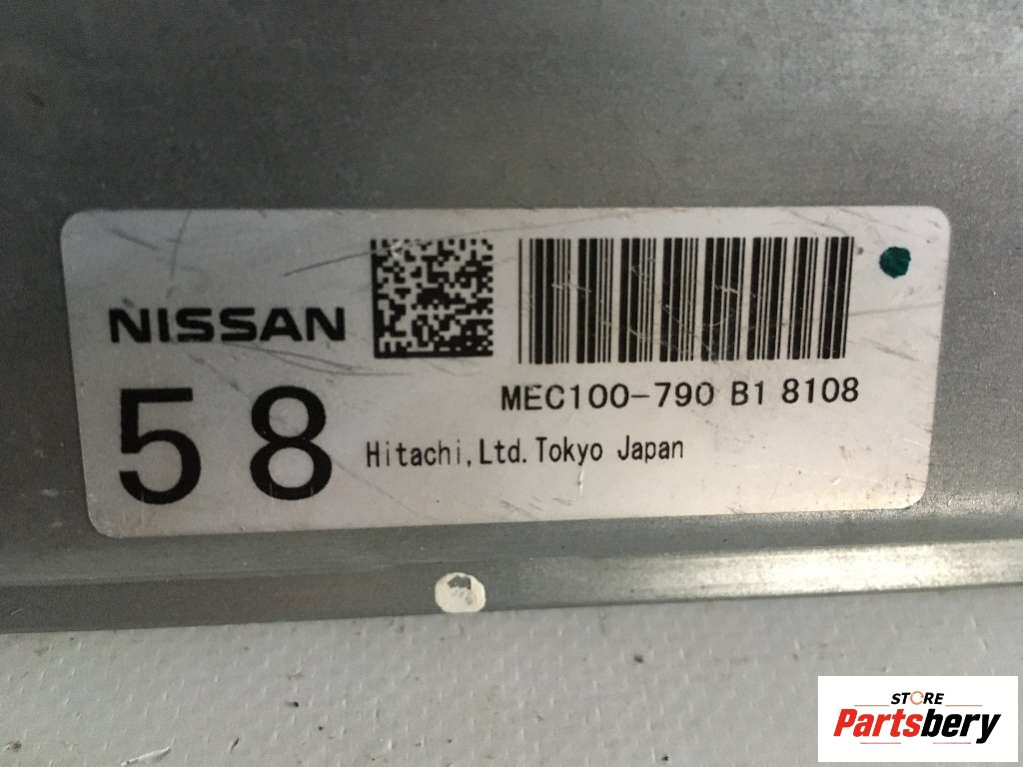 NISSAN
MEC100-790 B1 8108
58
Hitachi,Ltd.Tokyo Japan
STORE
Partsbery